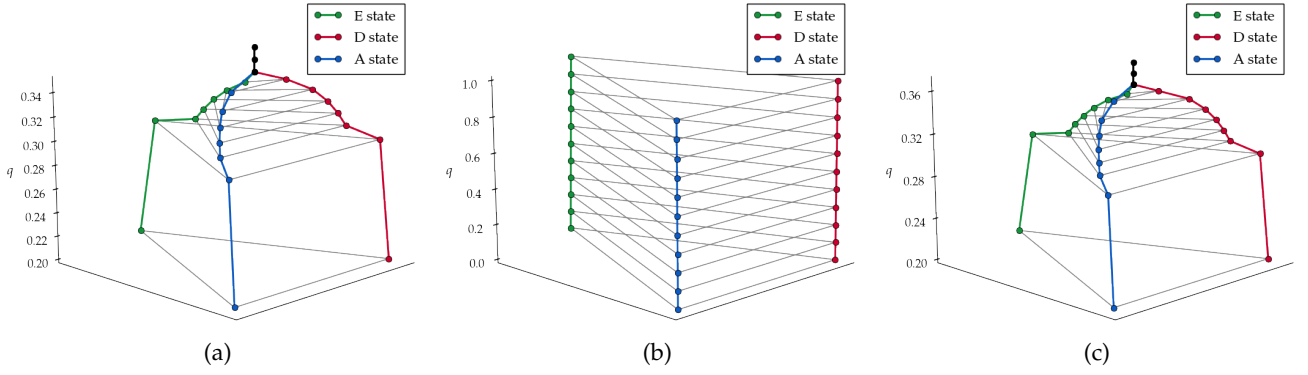 E state
D state
A state
0.34
0.32
0.30
0.28
0.26
0.24
0.22
0.20
q
(a)
E state
D state
A state
1.0
0.8
0.6
0.4
0.2
0.0
q
(b)
E state
D state
A state
0.36
0.32
0.28
0.24
0.20
q
(c)